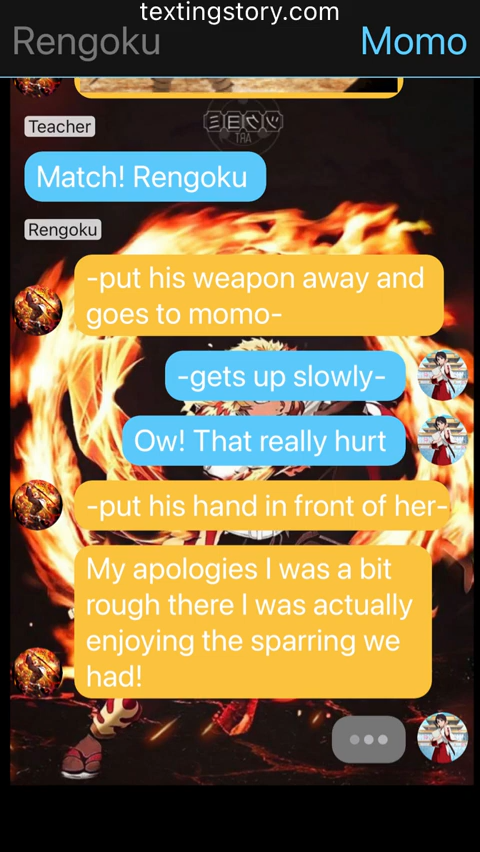 textingstory.com
Rengoku
Momo
Teacher
Match! Rengoku
Rengoku
-put his weapon away and
goes to momo-
-gets up slowly-
Ow! That really hurt
-put his hand in front of her-
My apologies I was a bit
rough there I was actually
enjoying the sparring we
had!